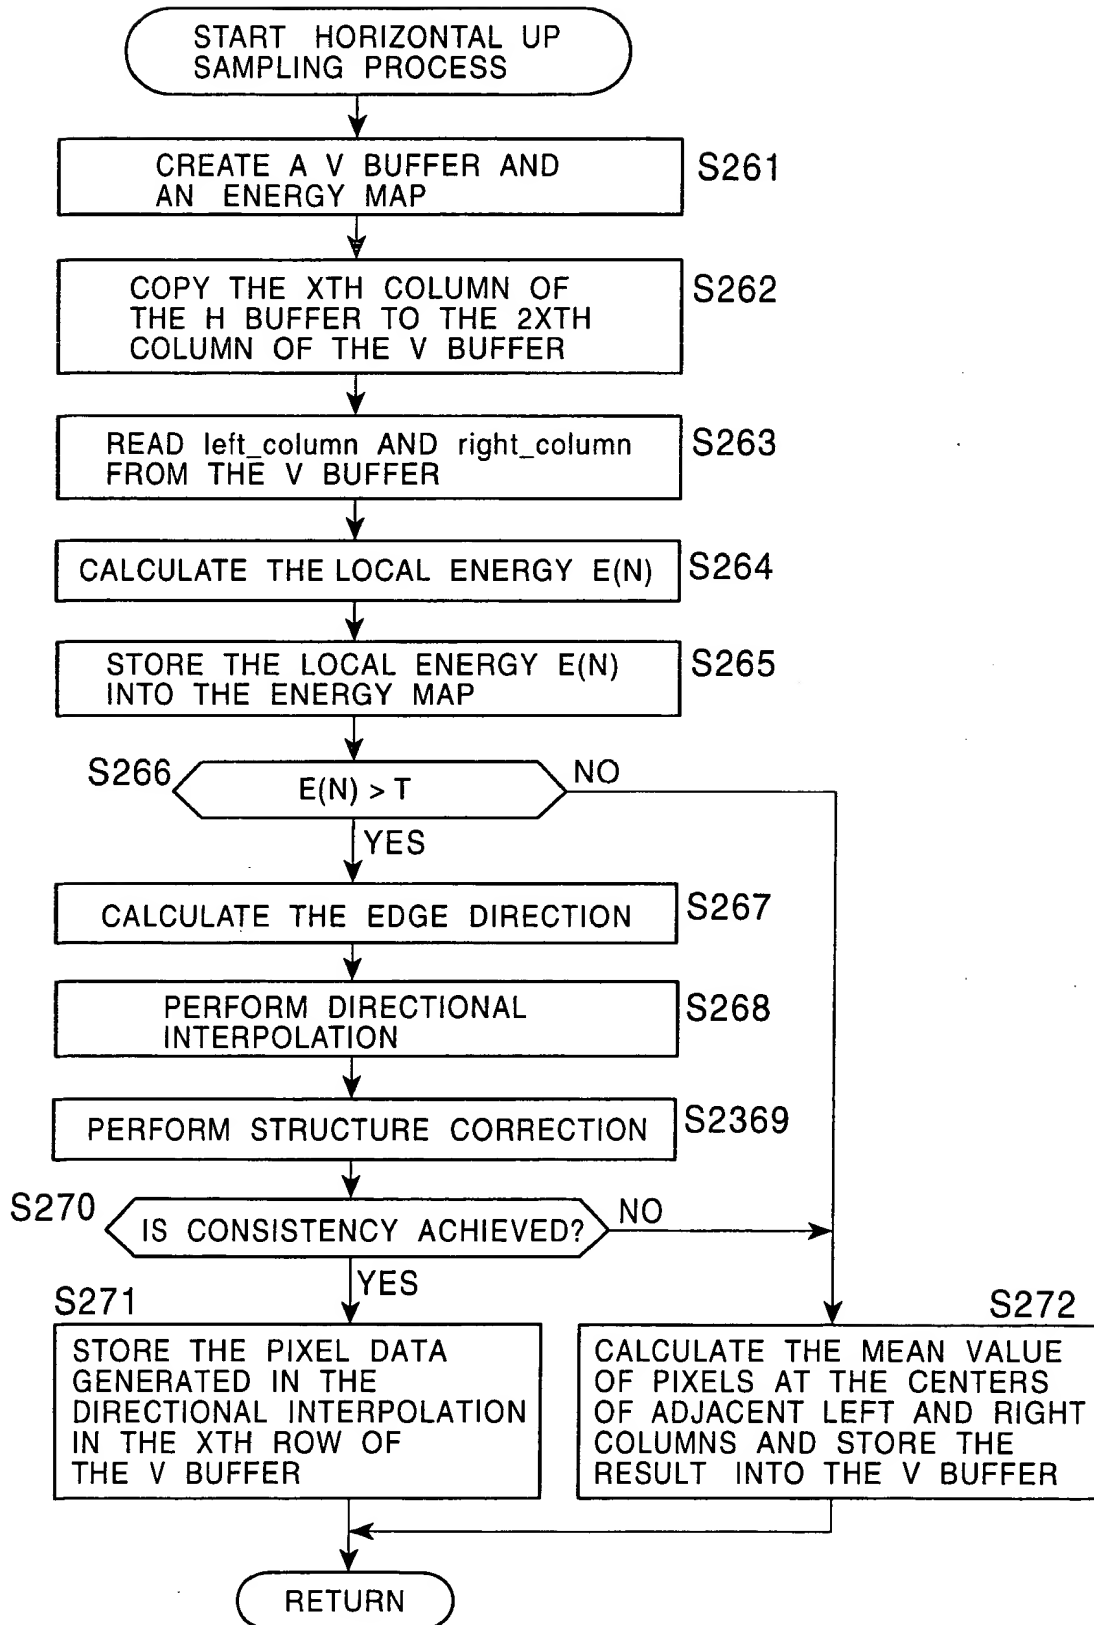 START HORIZONTAL UP
SAMPLING PROCESS
CREATE A V BUFFER AND
AN ENERGY MAP
S261
COPY THE XTH COLUMN OF
THE H BUFFER TO THE 2XTH
COLUMN OF THE V BUFFER
S262
READ left_column AND right_column
FROM THE V BUFFER
S263
CALCULATE THE LOCAL ENERGY E(N)
S264
STORE THE LOCAL ENERGY E(N)
INTO THE ENERGY MAP
S265
S266
E(N) > T
NO
YES
CALCULATE THE EDGE DIRECTION
S267
PERFORM DIRECTIONAL
INTERPOLATION
S268
PERFORM STRUCTURE CORRECTION
S2369
S270
IS CONSISTENCY ACHIEVED?
NO
YES
S271
STORE THE PIXEL DATA
GENERATED IN THE
DIRECTIONAL INTERPOLATION
IN THE XTH ROW OF
THE V BUFFER
S272
CALCULATE THE MEAN VALUE
OF PIXELS AT THE CENTERS
OF ADJACENT LEFT AND RIGHT
COLUMNS AND STORE THE
RESULT INTO THE V BUFFER
RETURN